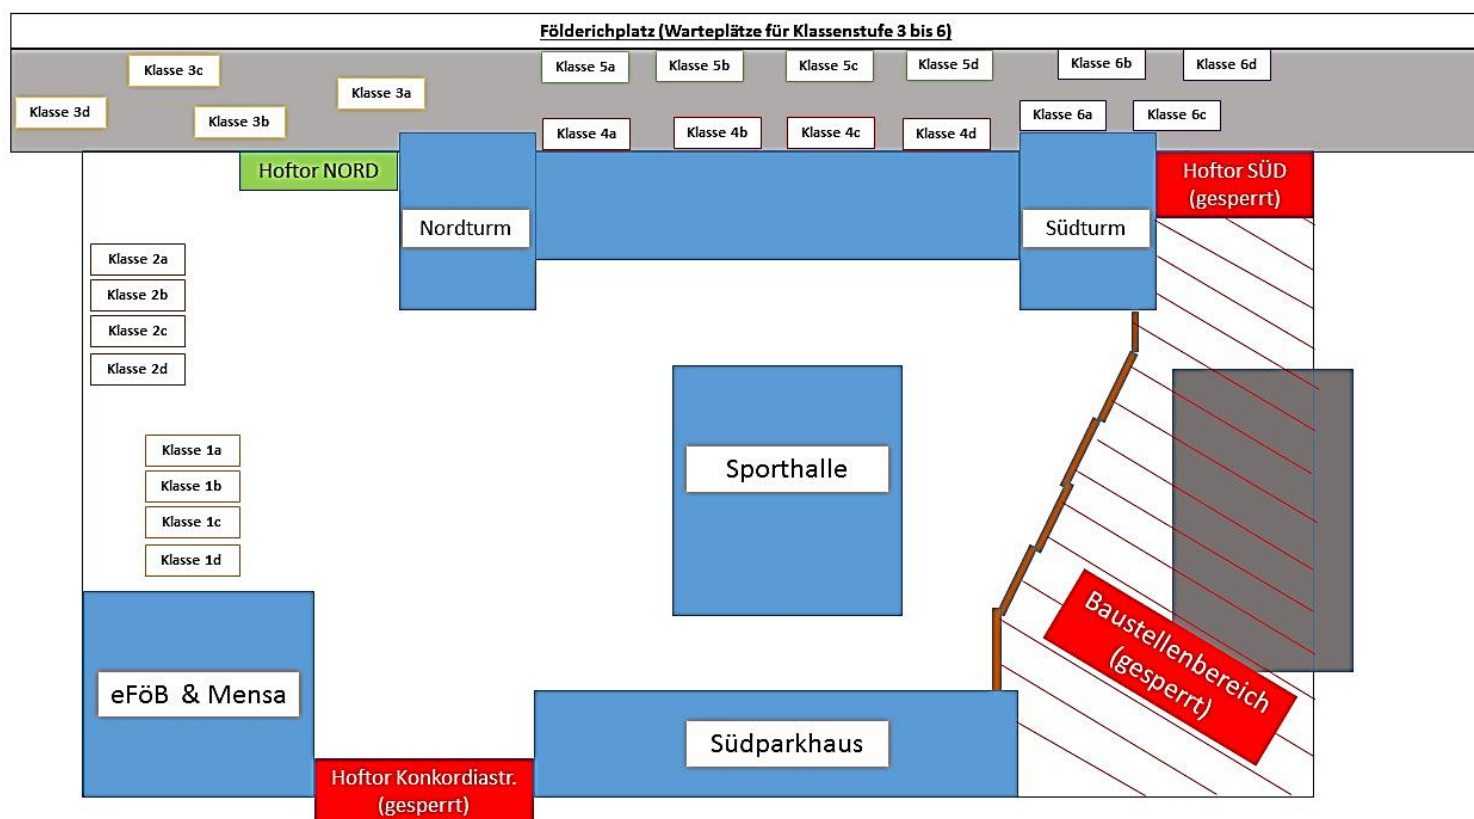 Földerichplatz (Warteplätze für Klassenstufe 3 bis 6)
Klasse 3c
Klasse 3a
Klasse 3d
Klasse 3b
Klasse 5a
Klasse 5b
Klasse 5c
Klasse 5d
Klasse 6b
Klasse 6d
Klasse 4a
Klasse 4b
Klasse 4c
Klasse 4d
Klasse 6a
Klasse 6c
Hoftor NORD
Hoftor SÜD
(gesperrt)
Nordturm
Südturm
Klasse 2a
Klasse 2b
Klasse 2c
Klasse 2d
Klasse 1a
Klasse 1b
Klasse 1c
Klasse 1d
Sporthalle
Baustellenbereich
(gesperrt)
eFöB & Mensa
Südparkhaus
Hoftor Konkordiastr.
(gesperrt)